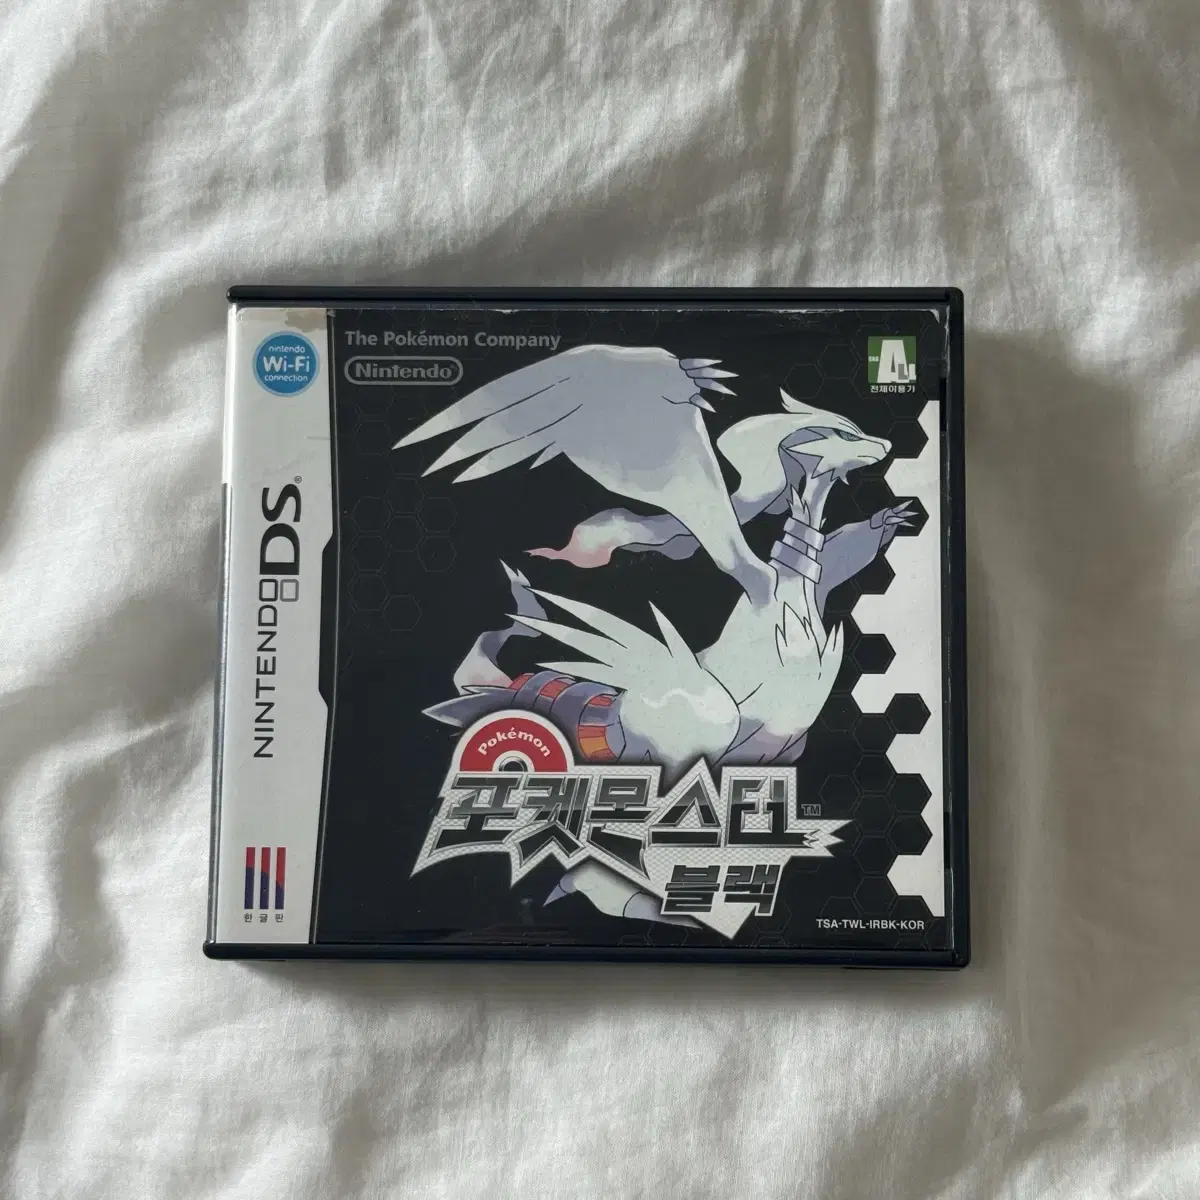 nintendo
Wi-Fi
connection
The Pokémon Company
Nintendo®
ALL
전체이용가
NINTENDO DS®
Pokémon
포켓몬스터™
블랙
한글판
TSA-TWL-IRBK-KOR